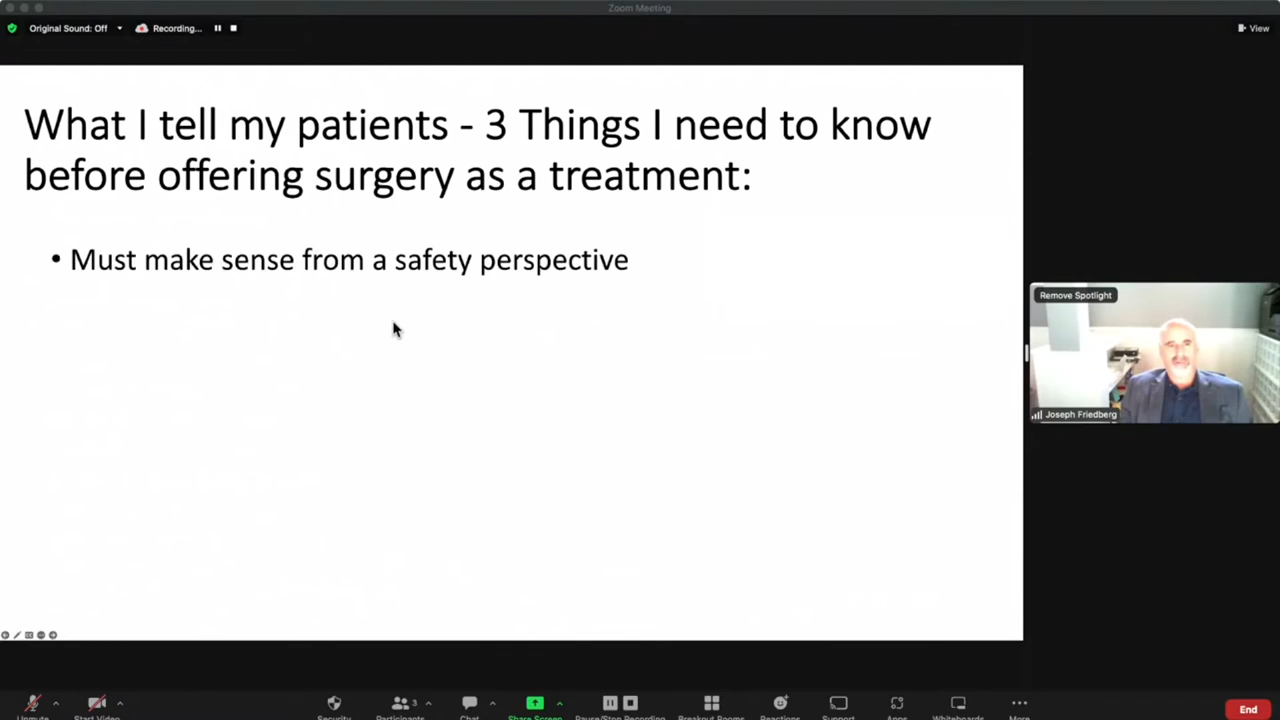 Zoom Meeting
Original Sound: Off
Recording...
View
What I tell my patients - 3 Things I need to know
before offering surgery as a treatment:
• Must make sense from a safety perspective
Remove Spotlight
Joseph Friedberg
3
Unmute
Start Video
Security
Participants
Chat
Share Screen
Pause/Stop Recording
Breakout Rooms
Reactions
Support
Apps
Whiteboards
More
End